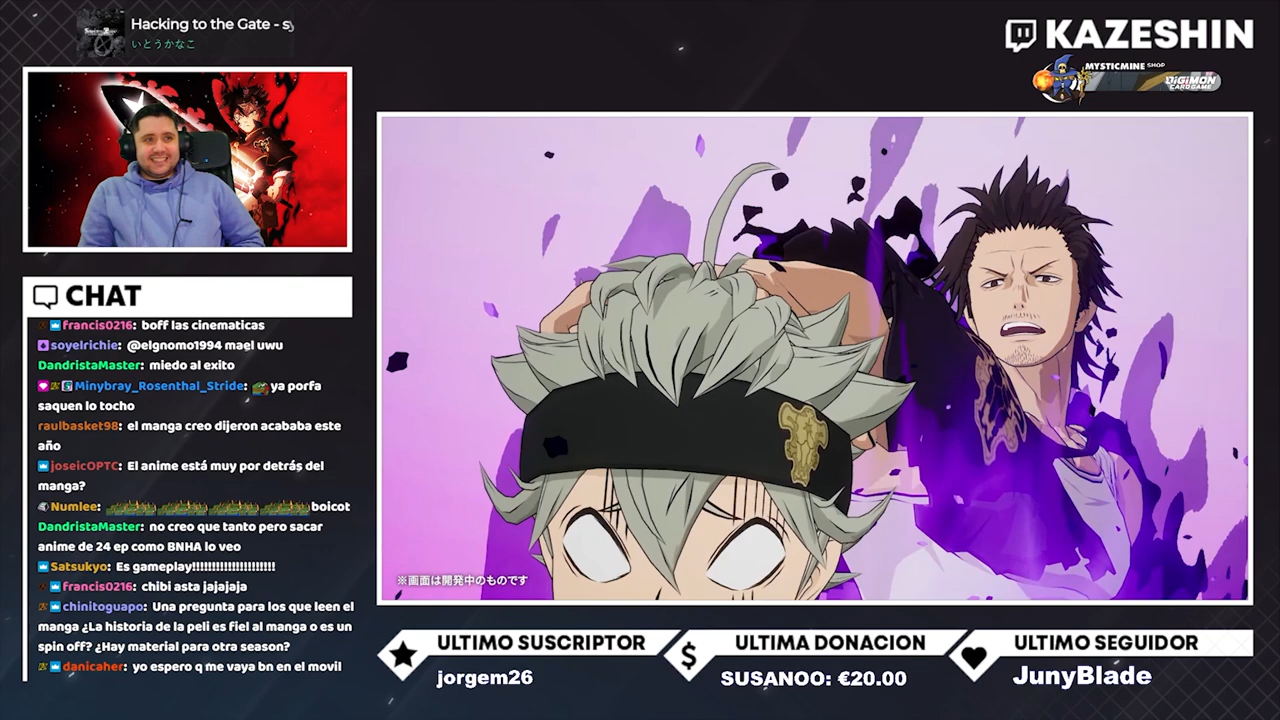 Hacking to the Gate - sy
いとうかなこ
KAZESHIN
MYSTICMINE SHOP
DIGIMON
CARD GAME
CHAT
francis0216: boff las cinematicas
soyelrichie: @elgnomo1994 mael uwu
DandristaMaster: miedo al exito
Minybray_Rosenthal_Stride: ya porfa
saquen lo tocho
raulbasket98: el manga creo dijeron acababa este
año
joseicOPTC: El anime está muy por detrás del
manga?
Numlee: boicot
DandristaMaster: no creo que tanto pero sacar
anime de 24 ep como BNHA lo veo
Satsukyo: Es gameplay!!!!!!!!!!!!!!!!!!!!!
francis0216: chibi asta jajajaja
chinitoguapo: Una pregunta para los que leen el
manga ¿La historia de la peli es fiel al manga o es un
spin off? ¿Hay material para otra season?
danicaher: yo espero q me vaya bn en el movil
※画面は開発中のものです
ULTIMO SUSCRIPTOR
jorgem26
ULTIMA DONACION
SUSANOO: €20.00
ULTIMO SEGUIDOR
JunyBlade